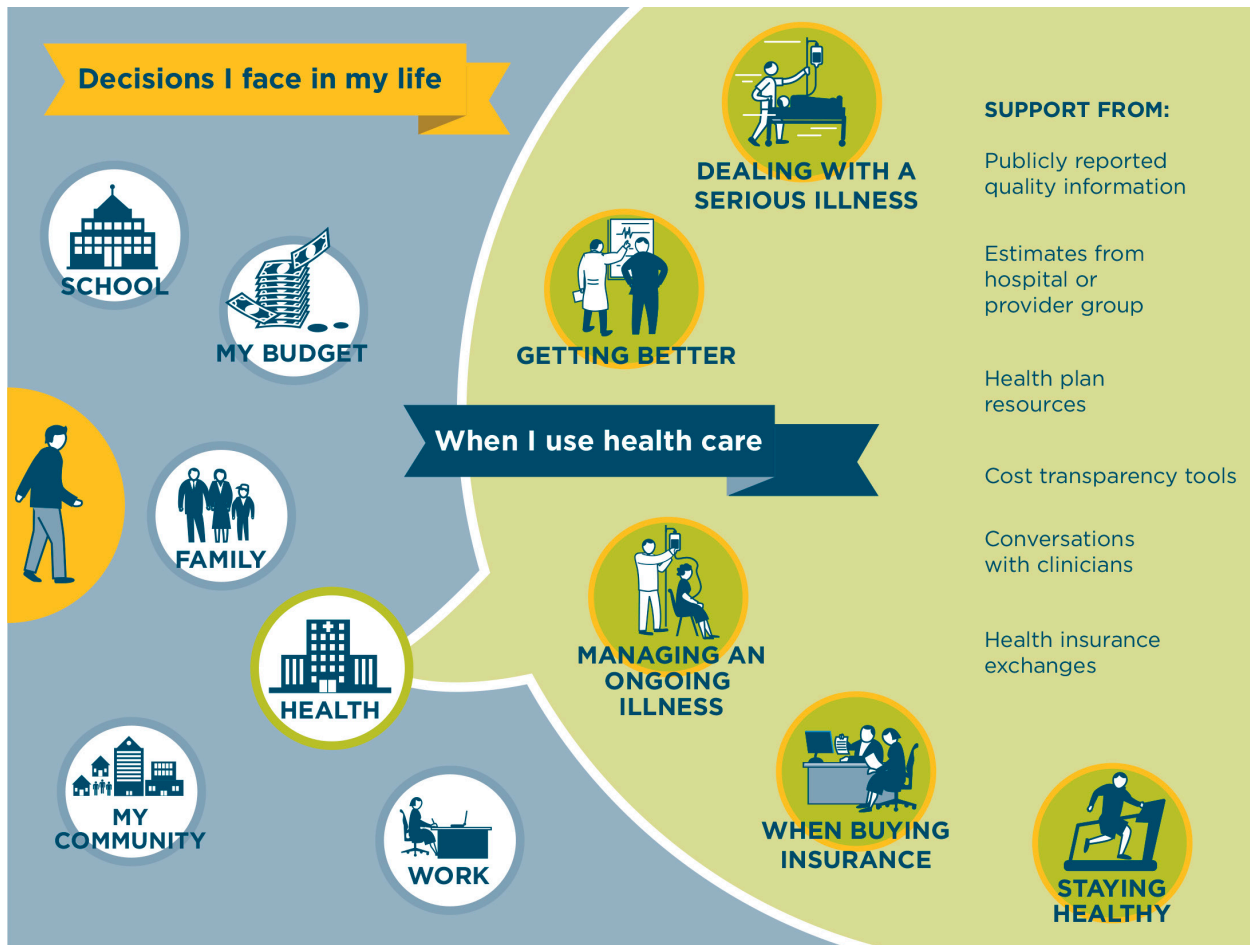 Decisions I face in my life
SCHOOL
MY BUDGET
FAMILY
HEALTH
MY
COMMUNITY
WORK
When I use health care
DEALING WITH A
SERIOUS ILLNESS
GETTING BETTER
MANAGING AN
ONGOING
ILLNESS
WHEN BUYING
INSURANCE
STAYING
HEALTHY
SUPPORT FROM:
Publicly reported
quality information
Estimates from
hospital or
provider group
Health plan
resources
Cost transparency tools
Conversations
with clinicians
Health insurance
exchanges